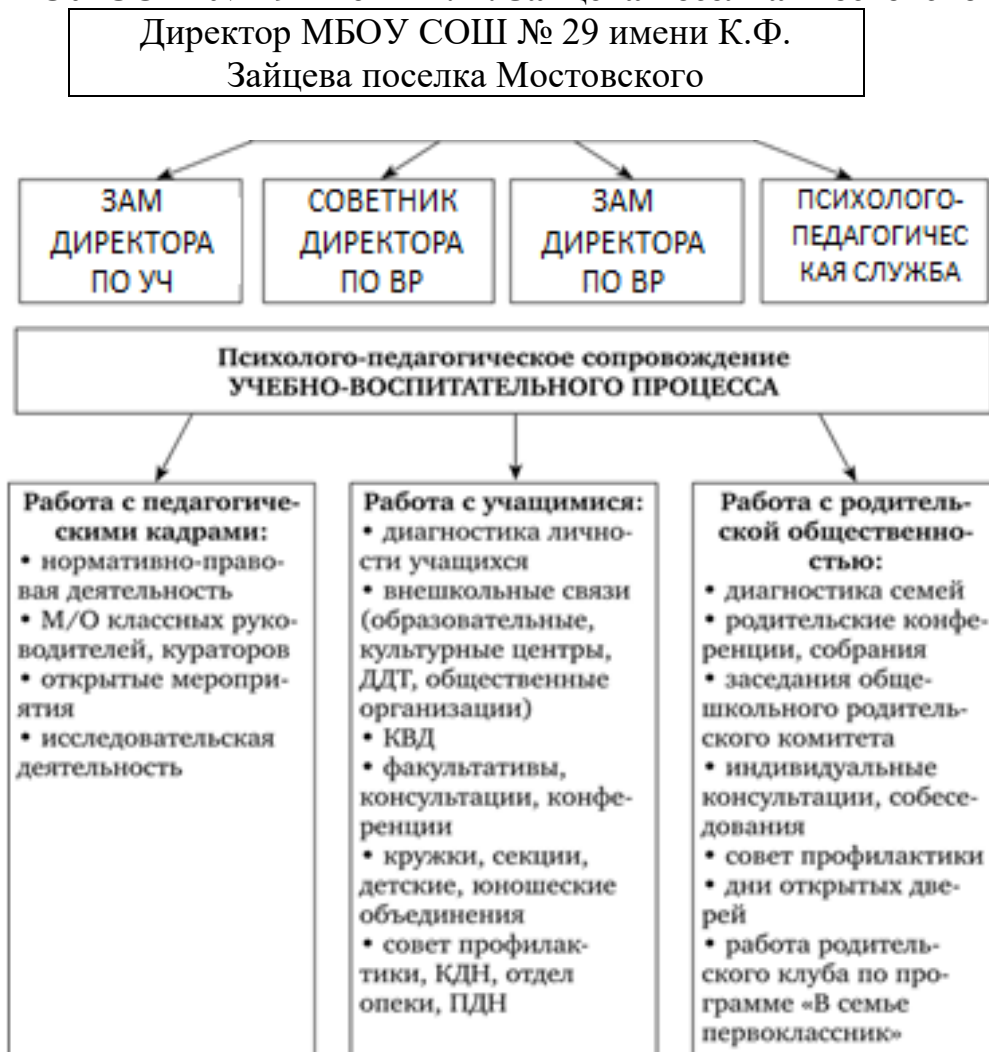 Директор МБОУ СОШ № 29 имени К.Ф.
Зайцева поселка Мостовского
ЗАМ
ДИРЕКТОРА
ПО УЧ
СОВЕТНИК
ДИРЕКТОРА
ПО ВР
ЗАМ
ДИРЕКТОРА
ПО ВР
ПСИХОЛОГО-
ПЕДАГОГИЧЕС
КАЯ СЛУЖБА
Психолого-педагогическое сопровождение
УЧЕБНО-ВОСПИТАТЕЛЬНОГО ПРОЦЕССА
Работа с педагогиче-
скими кадрами:
• нормативно-право-
вая деятельность
• М/О классных руко-
водителей, кураторов
• открытые меропри-
ятия
• исследовательская
деятельность
Работа с учащимися:
• диагностика лично-
сти учащихся
• внешкольные связи
(образовательные,
культурные центры,
ДДТ, общественные
организации)
• КВД
• факультативы,
консультации, конфе-
ренции
• кружки, секции,
детские, юношеские
объединения
• совет профилак-
тики, КДН, отдел
опеки, ПДН
Работа с родитель-
ской общественно-
стью:
• диагностика семей
• родительские конфе-
ренции, собрания
• заседания обще-
школьного родитель-
ского комитета
• индивидуальные
консультации, собесе-
дования
• совет профилактики
• дни открытых две-
рей
• работа родитель-
ского клуба по про-
грамме «В семье
первоклассник»